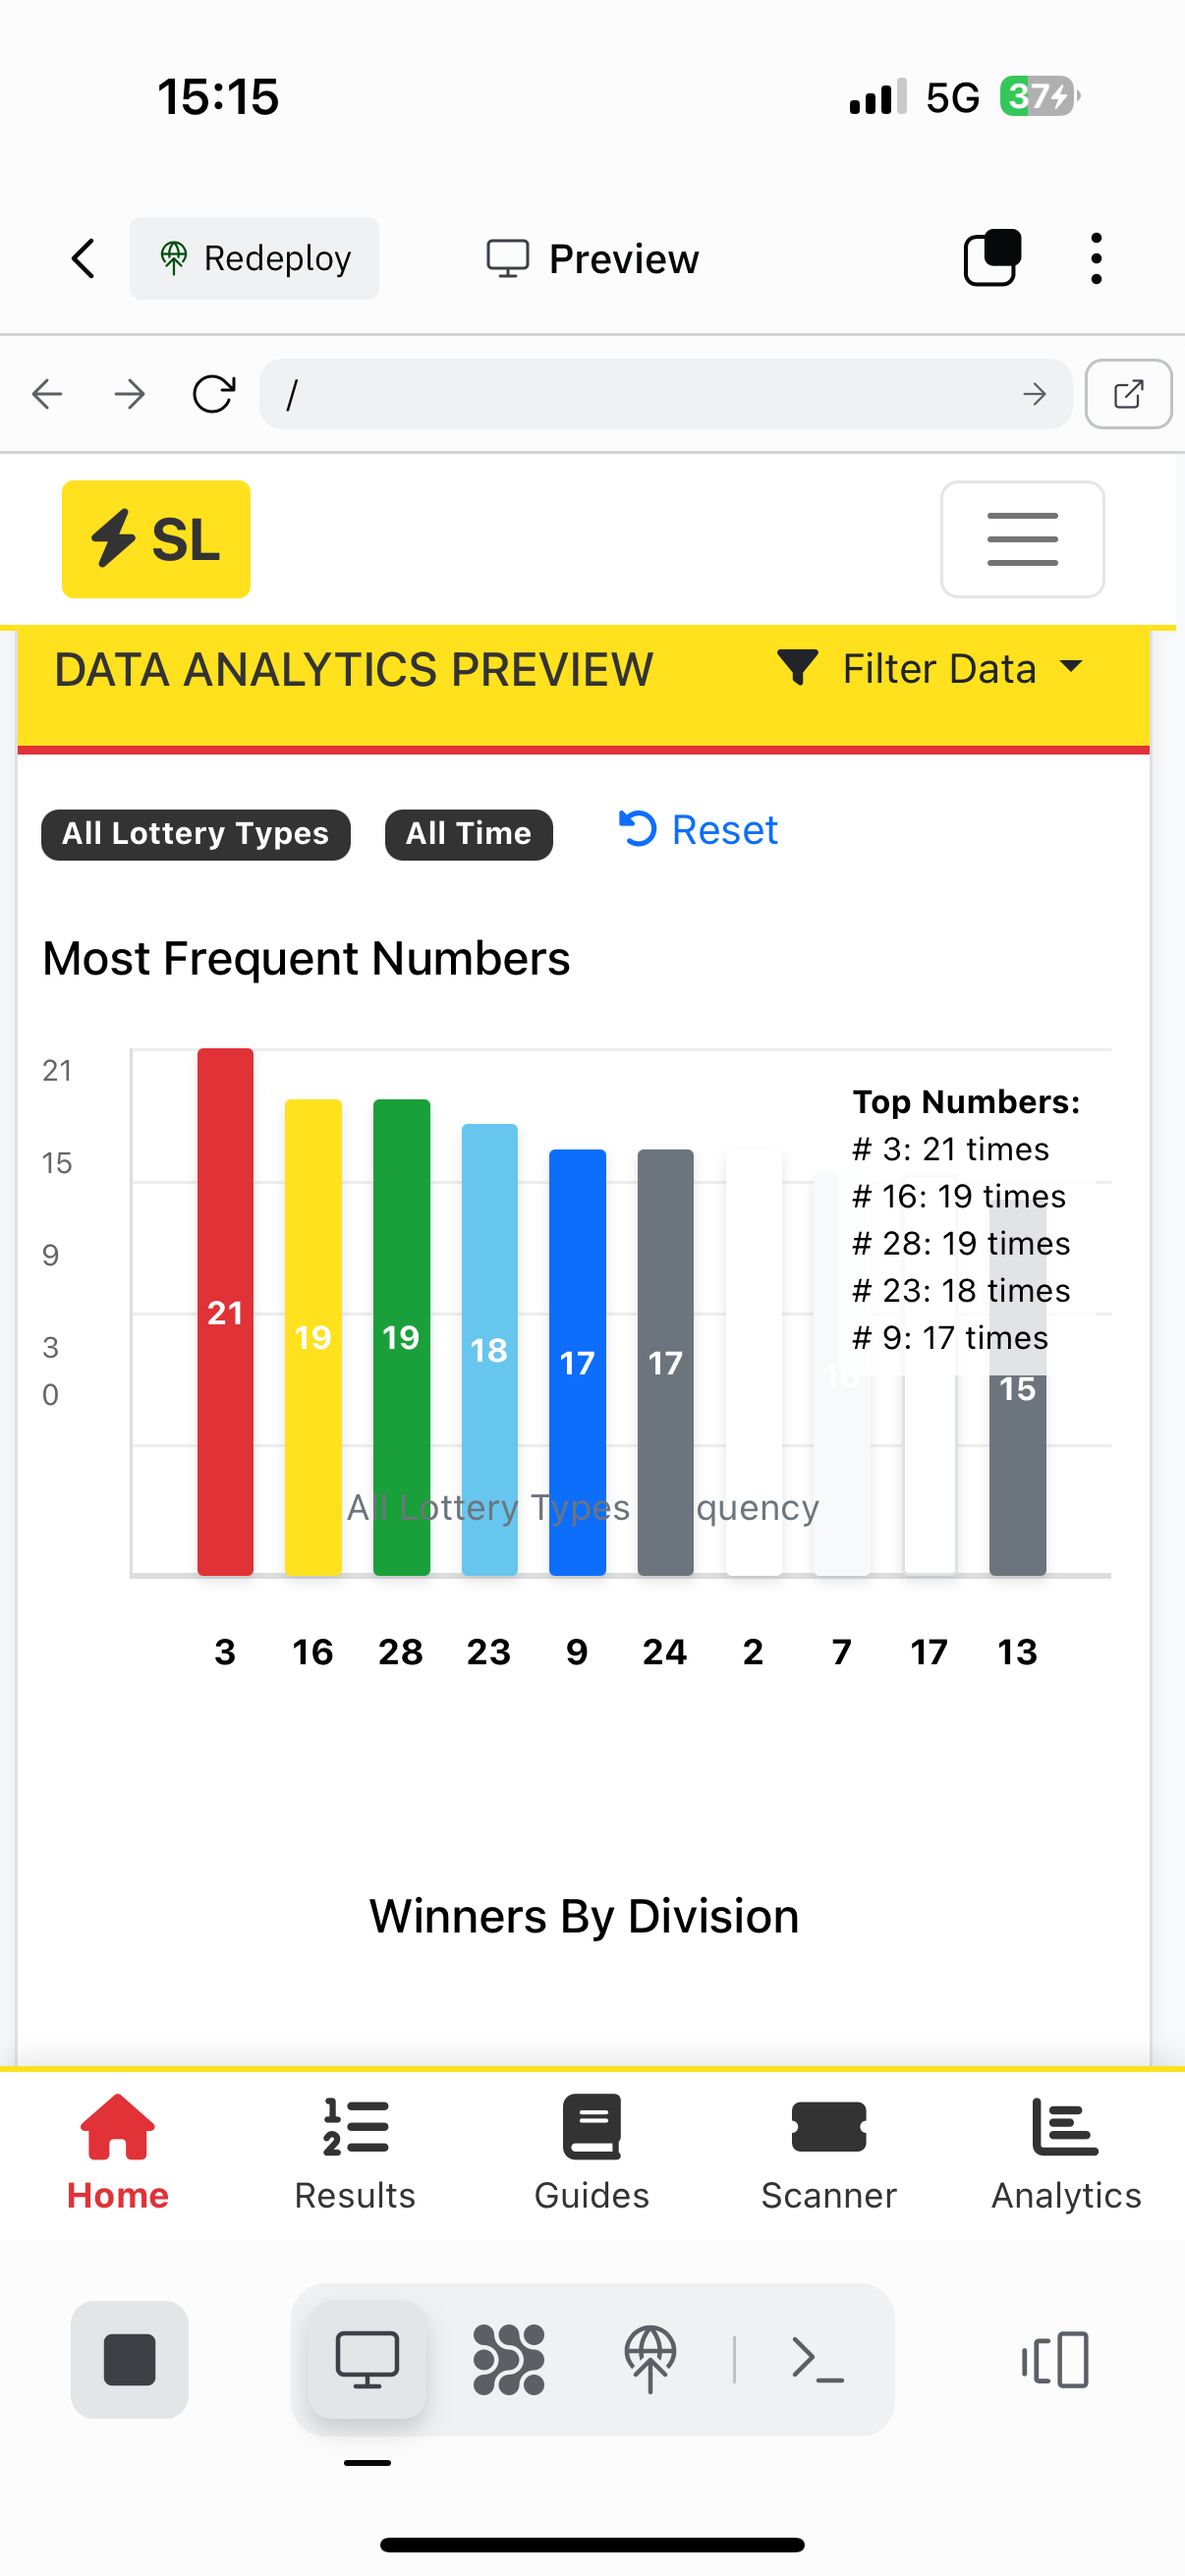 15:15
5G 37
Redeploy
Preview
/
SL
DATA ANALYTICS PREVIEW
Filter Data
All Lottery Types
All Time
Reset
Most Frequent Numbers
21
15
9
3
0
Top Numbers:
# 3: 21 times
# 16: 19 times
# 28: 19 times
# 23: 18 times
# 9: 17 times
21
19
19
18
17
17
16
15
All Lottery Types quency
3 16 28 23 9 24 2 7 17 13
Winners By Division
Home
Results
Guides
Scanner
Analytics